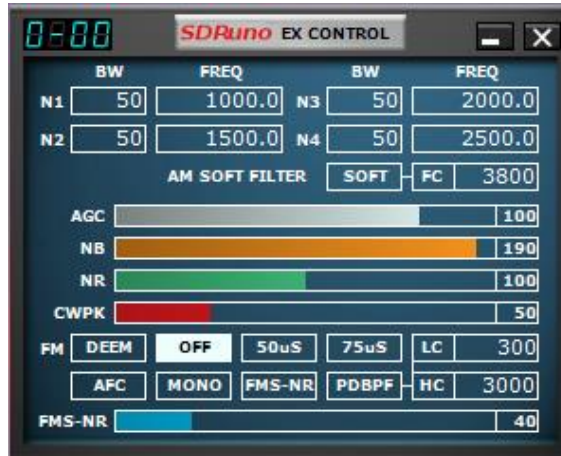 0-00 SDRuno EX CONTROL
BW FREQ BW FREQ
N1 50 1000.0 N3 50 2000.0
N2 50 1500.0 N4 50 2500.0
AM SOFT FILTER SOFT FC 3800
AGC 100
NB 190
NR 100
CWPK 50
FM DEEM OFF 50uS 75uS LC 300
AFC MONO FMS-NR PDBPF HC 3000
FMS-NR 40